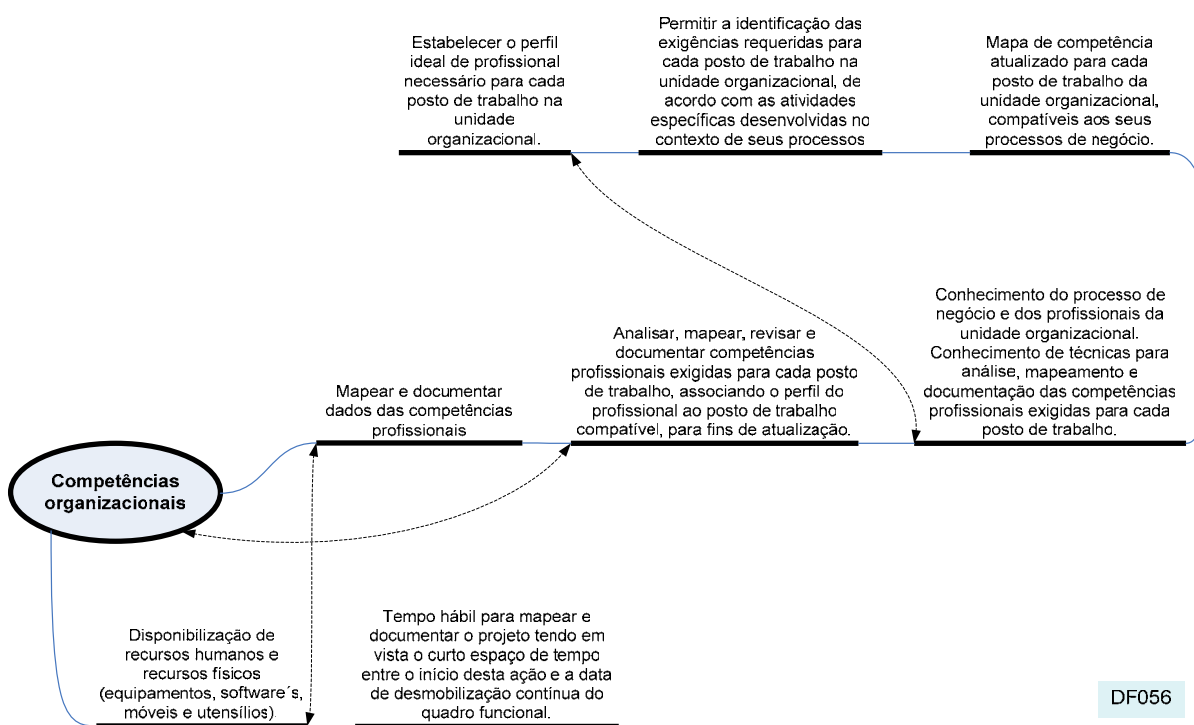 Estabelecer o perfil
ideal de profissional
necessário para cada
posto de trabalho na
unidade
organizacional.
Permitir a identificação das
exigências requeridas para
cada posto de trabalho na
unidade organizacional, de
acordo com as atividades
específicas desenvolvidas no
contexto de seus processos
Mapa de competência
atualizado para cada
posto de trabalho da
unidade organizacional,
compatíveis aos seus
processos de negócio.
Conhecimento do processo de
negócio e dos profissionais da
unidade organizacional.
Conhecimento de técnicas para
análise, mapeamento e
documentação das competências
profissionais exigidas para cada
posto de trabalho.
Analisar, mapear, revisar e
documentar competências
profissionais exigidas para cada posto
de trabalho, associando o perfil do
profissional ao posto de trabalho
compatível, para fins de atualização.
Mapear e documentar
dados das competências
profissionais
Competências
organizacionais
Disponibilização de
recursos humanos e
recursos físicos
(equipamentos, software´s,
móveis e utensílios).
Tempo hábil para mapear e
documentar o projeto tendo em
vista o curto espaço de tempo
entre o início desta ação e a data
de desmobilização contínua do
quadro funcional.
DF056